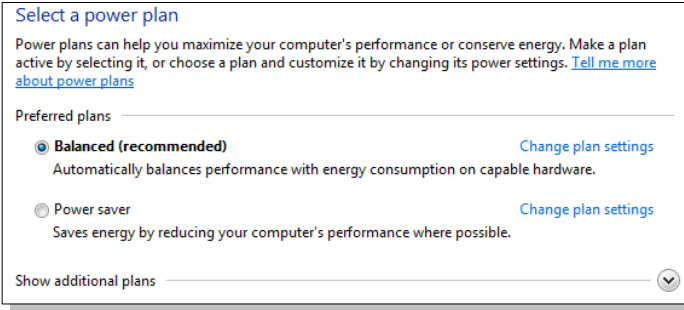 Select a power plan
Power plans can help you maximize your computer's performance or conserve energy. Make a plan
active by selecting it, or choose a plan and customize it by changing its power settings. Tell me more
about power plans
Preferred plans
Balanced (recommended) Change plan settings
Automatically balances performance with energy consumption on capable hardware.
Power saver Change plan settings
Saves energy by reducing your computer's performance where possible.
Show additional plans